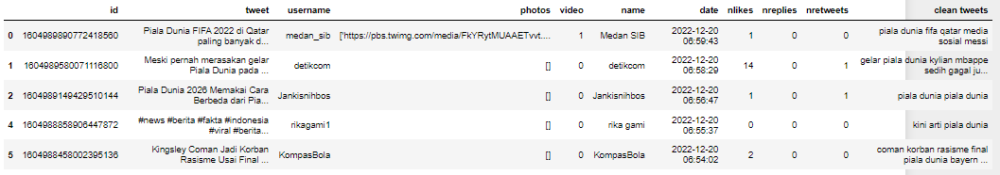 id tweet username photos video name date nlikes nreplies nretweets clean tweets
0 1604989890772418560 Piala Dunia FIFA 2022 di Qatar paling banyak d... medan_sib ['https://pbs.twimg.com/media/FkYRytMUAAETvvt.... 1 Medan SIB 2022-12-20 06:59:43 1 0 0 piala dunia fifa qatar media sosial messi
1 1604989580071116800 Meski pernah merasakan gelar Piala Dunia pada ... detikcom [] 0 detikcom 2022-12-20 06:58:29 14 0 1 gelar piala dunia kylian mbappe sedih gagal ju...
2 1604989149429510144 Piala Dunia 2026 Memakai Cara Berbeda dari Pia... Jankisnihbos [] 0 Jankisnihbos 2022-12-20 06:56:47 1 0 1 piala dunia piala dunia
4 1604988858906447872 #news #berita #fakta #indonesia #viral #berita... rikagami1 [] 0 rika gami 2022-12-20 06:55:37 0 0 0 kini arti piala dunia
5 1604988458002395136 Kingsley Coman Jadi Korban Rasisme Usai Final ... KompasBola [] 0 KompasBola 2022-12-20 06:54:02 2 0 0 coman korban rasisme final piala dunia bayern ...